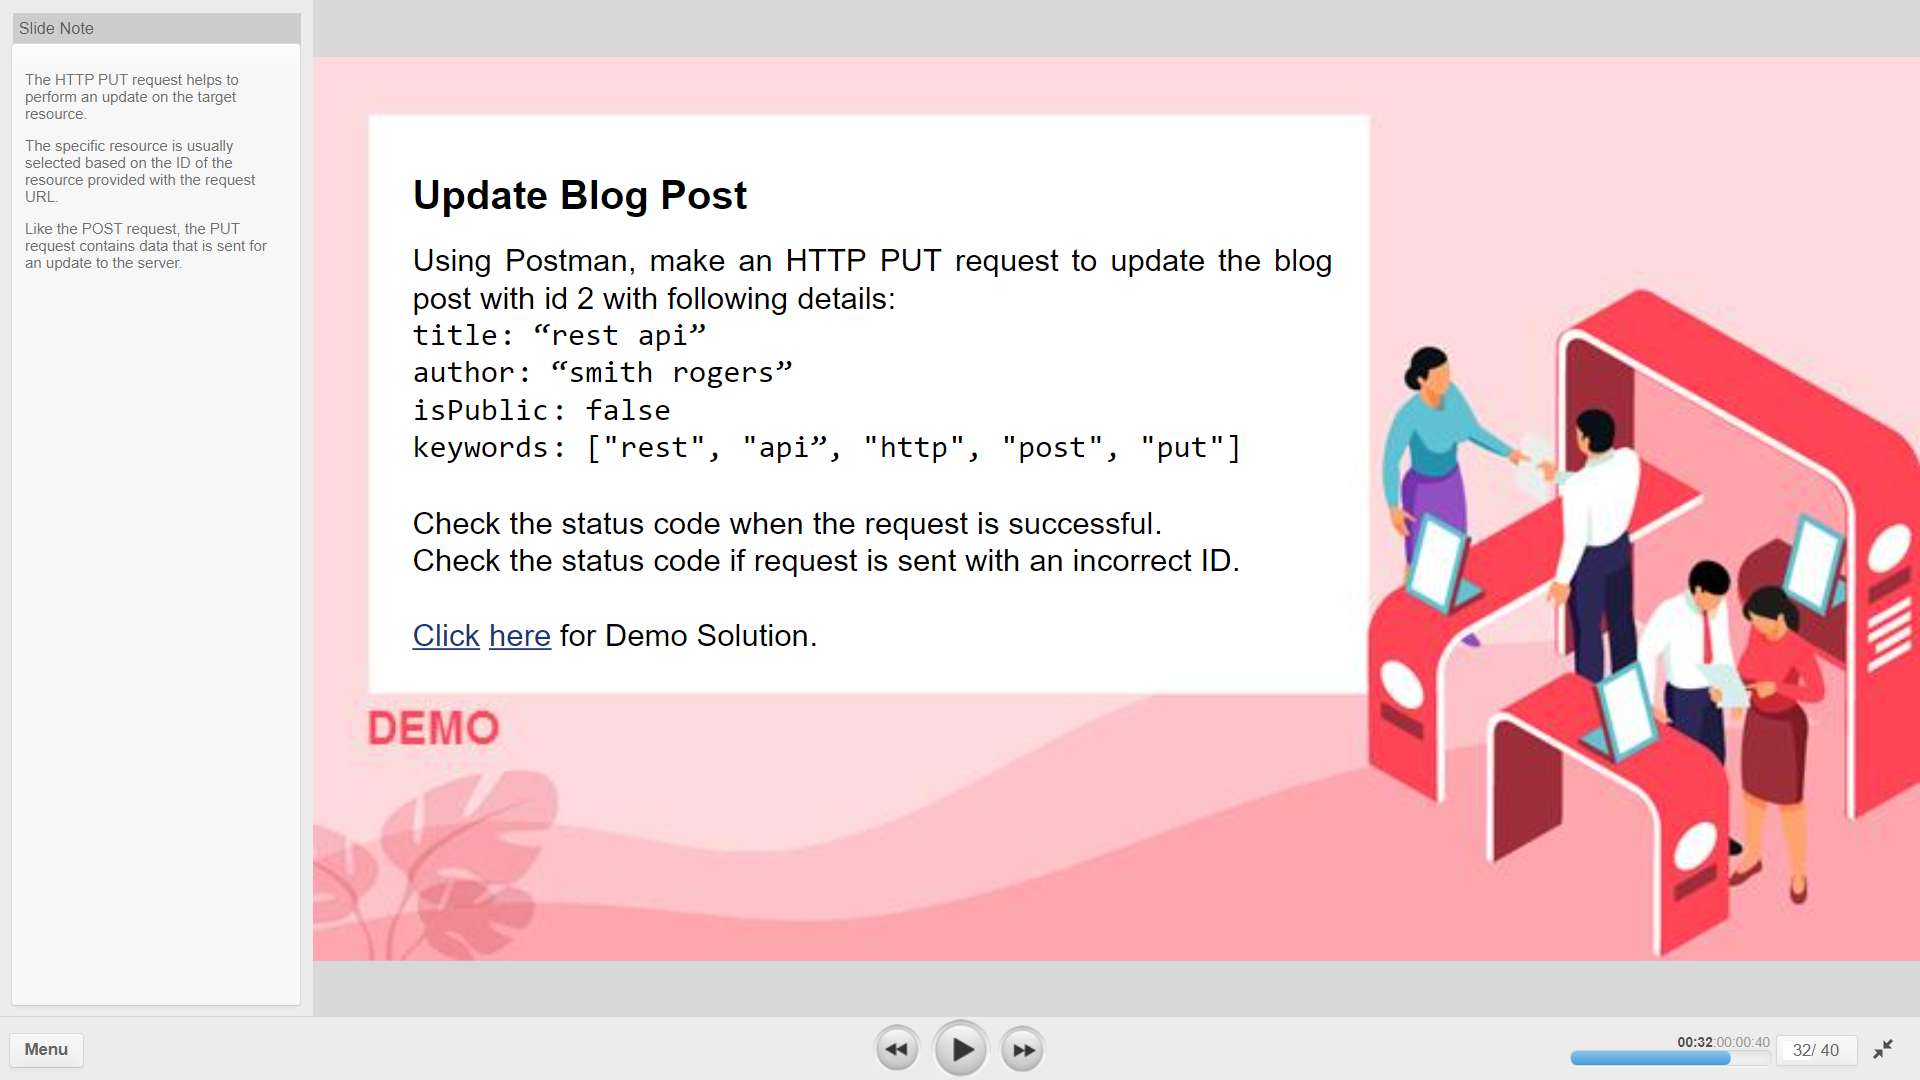 Slide Note
The HTTP PUT request helps to
perform an update on the target
resource.
The specific resource is usually
selected based on the ID of the
resource provided with the request
URL.
Like the POST request, the PUT
request contains data that is sent for
an update to the server.
Update Blog Post
Using Postman, make an HTTP PUT request to update the blog
post with id 2 with following details:
title: “rest api”
author: “smith rogers”
isPublic: false
keywords: ["rest", "api”, "http", "post", "put"]
Check the status code when the request is successful.
Check the status code if request is sent with an incorrect ID.
Click here for Demo Solution.
DEMO
Menu
00:32:00:00:40
32/ 40